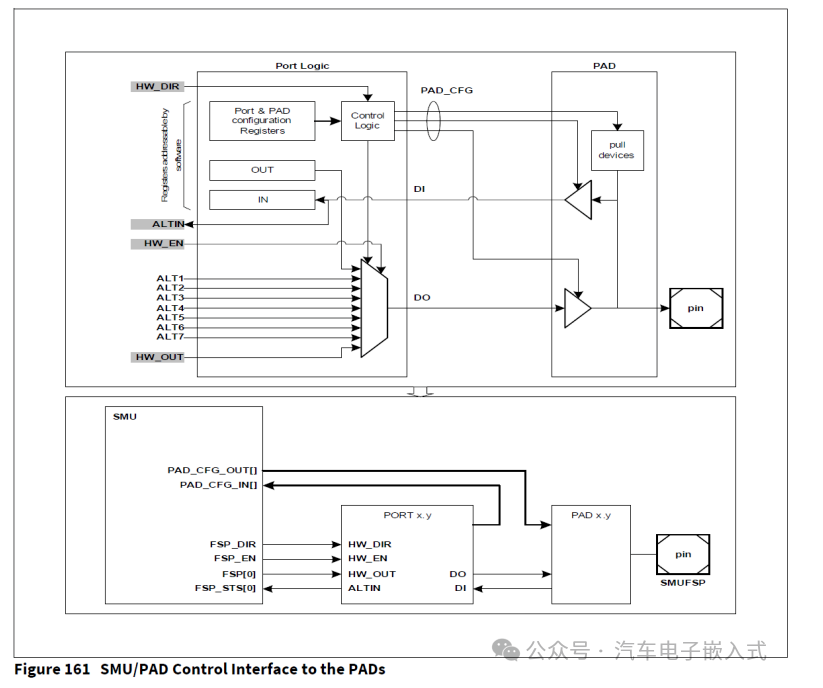 Port Logic
PAD
HW_DIR
PAD_CFG
Registers addressable by
software
Port & PAD
configuration
Registers
Control
Logic
pull
devices
OUT
IN
DI
ALTIN
HW_EN
ALT1
ALT2
ALT3
ALT4
ALT5
ALT6
ALT7
HW_OUT
DO
pin
SMU
PAD_CFG_OUT[]
PAD_CFG_IN[]
PORT x.y
PAD x.y
FSP_DIR
HW_DIR
FSP_EN
HW_EN
FSP[0]
HW_OUT
DO
FSP_STS[0]
ALTIN
DI
pin
SMUFSP
公众号 · 汽车电子嵌入式
Figure 161 SMU/PAD Control Interface to the PADs